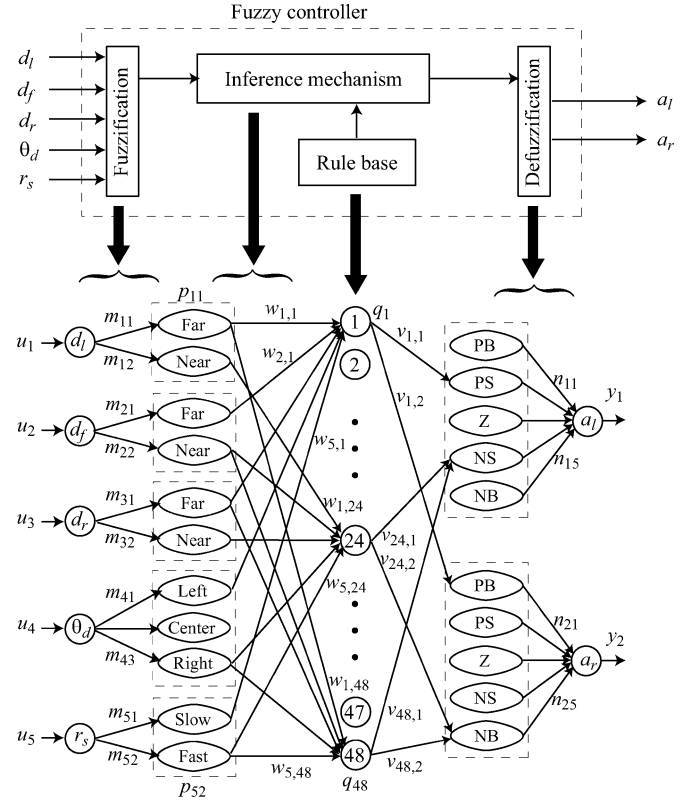 Fuzzy controller
d_l
d_f
d_r
θ_d
r_s
Fuzzification
Inference mechanism
Rule base
Defuzzification
a_l
a_r
p_11
w_1,1
q_1
u_1
d_l
m_11
m_12
Far
Near
1
2
v_1,1
w_2,1
v_1,2
w_5,1
PB
PS
Z
NS
NB
n_11
n_15
a_l
y_1
u_2
d_f
m_21
m_22
Far
Near
u_3
d_r
m_31
m_32
Far
Near
w_1,24
24
w_5,24
v_24,1
v_24,2
u_4
θ_d
m_41
m_43
Left
Center
Right
PB
PS
Z
NS
NB
n_21
n_25
a_r
y_2
u_5
r_s
m_51
m_52
Slow
Fast
p_52
w_1,48
47
48
w_5,48
q_48
v_48,1
v_48,2